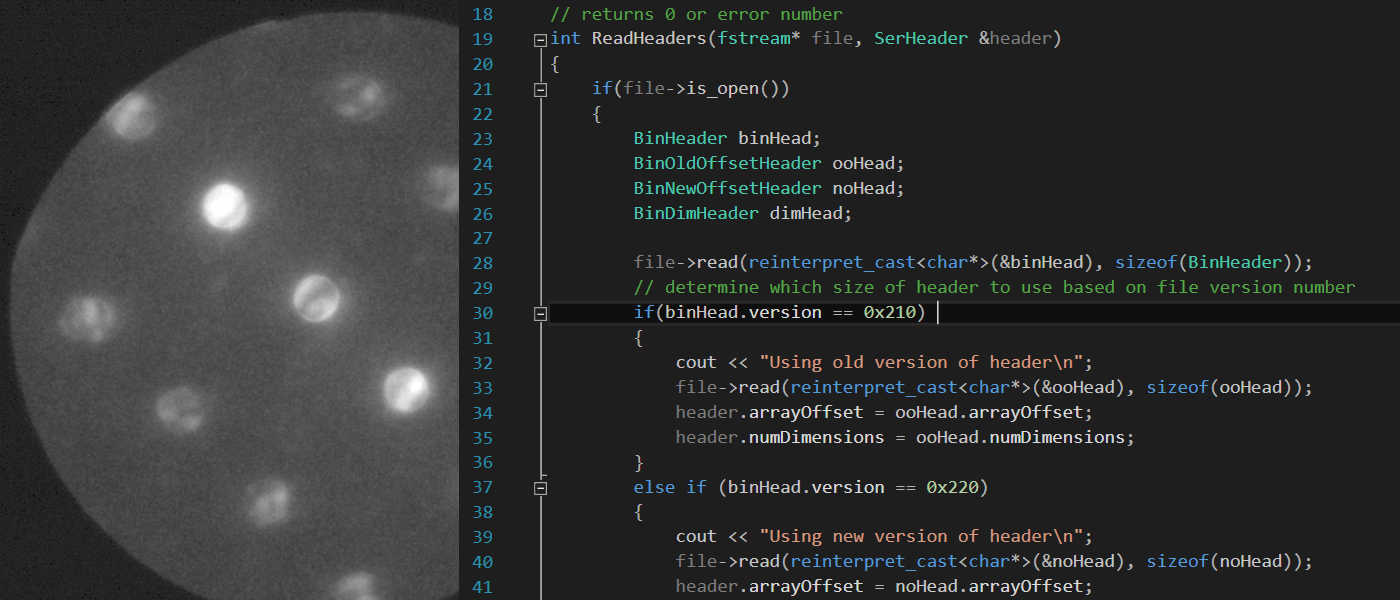 18 // returns 0 or error number
19 int ReadHeaders(fstream* file, SerHeader &header)
20 {
21 if(file->is_open())
22 {
23 BinHeader binHead;
24 BinOldOffsetHeader ooHead;
25 BinNewOffsetHeader noHead;
26 BinDimHeader dimHead;
27
28 file->read(reinterpret_cast<char*>(&binHead), sizeof(BinHeader));
29 // determine which size of header to use based on file version number
30 if(binHead.version == 0x210)
31 {
32 cout << "Using old version of header\n";
33 file->read(reinterpret_cast<char*>(&ooHead), sizeof(ooHead));
34 header.arrayOffset = ooHead.arrayOffset;
35 header.numDimensions = ooHead.numDimensions;
36 }
37 else if (binHead.version == 0x220)
38 {
39 cout << "Using new version of header\n";
40 file->read(reinterpret_cast<char*>(&noHead), sizeof(noHead));
41 header.arrayOffset = noHead.arrayOffset;